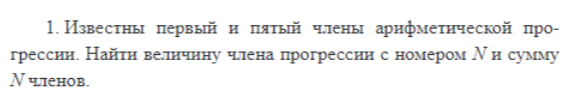 1. Известны первый и пятый члены арифметической про-
грессии. Найти величину члена прогрессии с номером N и сумму
N членов.